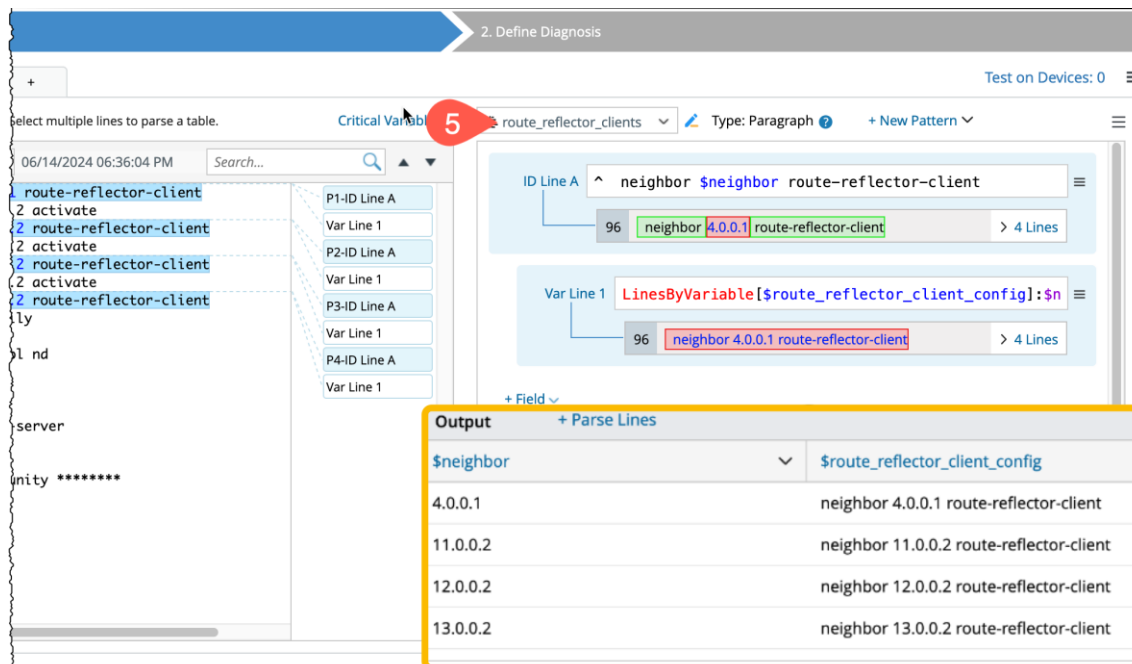 2. Define Diagnosis
+
Test on Devices: 0
Select multiple lines to parse a table.
Critical
5
route_reflector_clients
Type: Paragraph
+ New Pattern
06/14/2024 06:36:04 PM
Search...
route-reflector-client
.2 activate
2 route-reflector-client
.2 activate
2 route-reflector-client
.2 activate
2 route-reflector-client
nd
-server
********
P1-ID Line A
Var Line 1
P2-ID Line A
Var Line 1
P3-ID Line A
Var Line 1
P4-ID Line A
Var Line 1
ID Line A
^ neighbor $neighbor route-reflector-client
96 neighbor 4.0.0.1 route-reflector-client > 4 Lines
Var Line 1
LinesByVariable[$route_reflector_client_config]:$n
96 neighbor 4.0.0.1 route-reflector-client > 4 Lines
+ Field
Output + Parse Lines
$neighbor $route_reflector_client_config
4.0.0.1 neighbor 4.0.0.1 route-reflector-client
11.0.0.2 neighbor 11.0.0.2 route-reflector-client
12.0.0.2 neighbor 12.0.0.2 route-reflector-client
13.0.0.2 neighbor 13.0.0.2 route-reflector-client